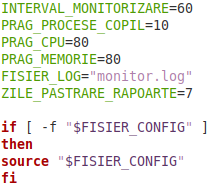 INTERVAL_MONITORIZARE=60
PRAG_PROCESE_COPIL=10
PRAG_CPU=80
PRAG_MEMORIE=80
FISIER_LOG="monitor.log"
ZILE_PASTRARE_RAPOARTE=7
if [ -f "$FISIER_CONFIG" ]
then
source "$FISIER_CONFIG"
fi